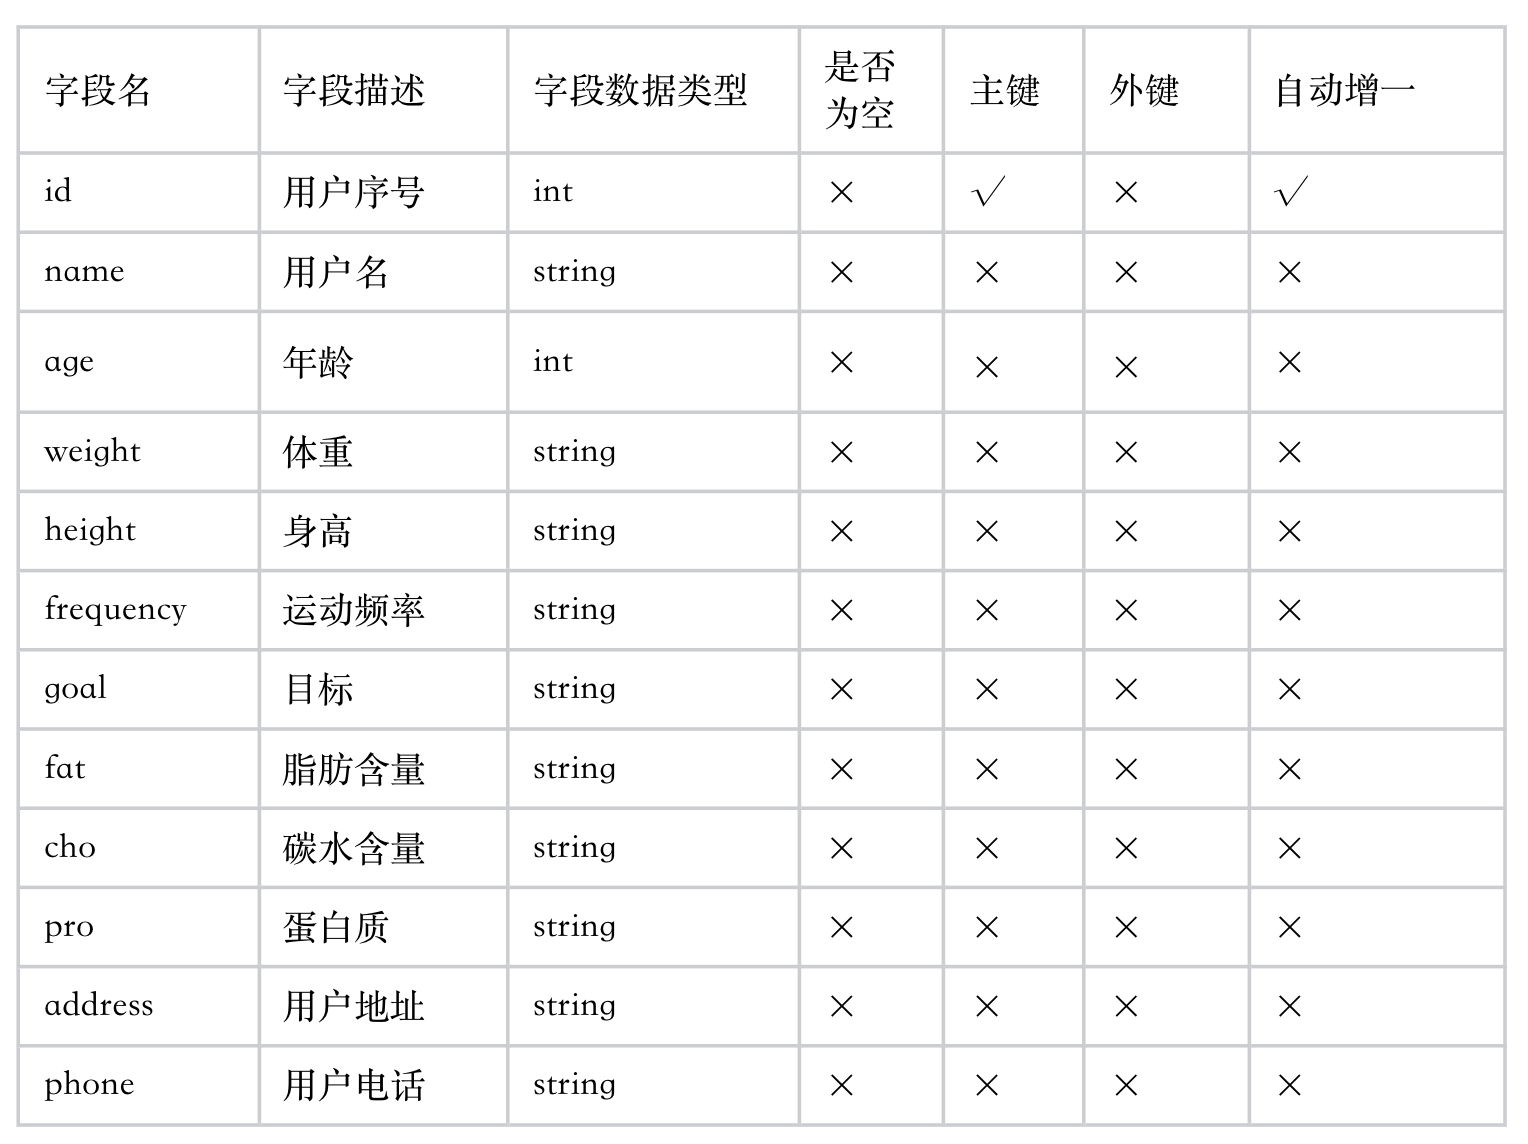 字段名 字段描述 字段数据类型 是否为空 主键 外键 自动增一
id 用户序号 int × √ × √
name 用户名 string × × × ×
age 年龄 int × × × ×
weight 体重 string × × × ×
height 身高 string × × × ×
frequency 运动频率 string × × × ×
goal 目标 string × × × ×
fat 脂肪含量 string × × × ×
cho 碳水含量 string × × × ×
pro 蛋白质 string × × × ×
address 用户地址 string × × × ×
phone 用户电话 string × × × ×